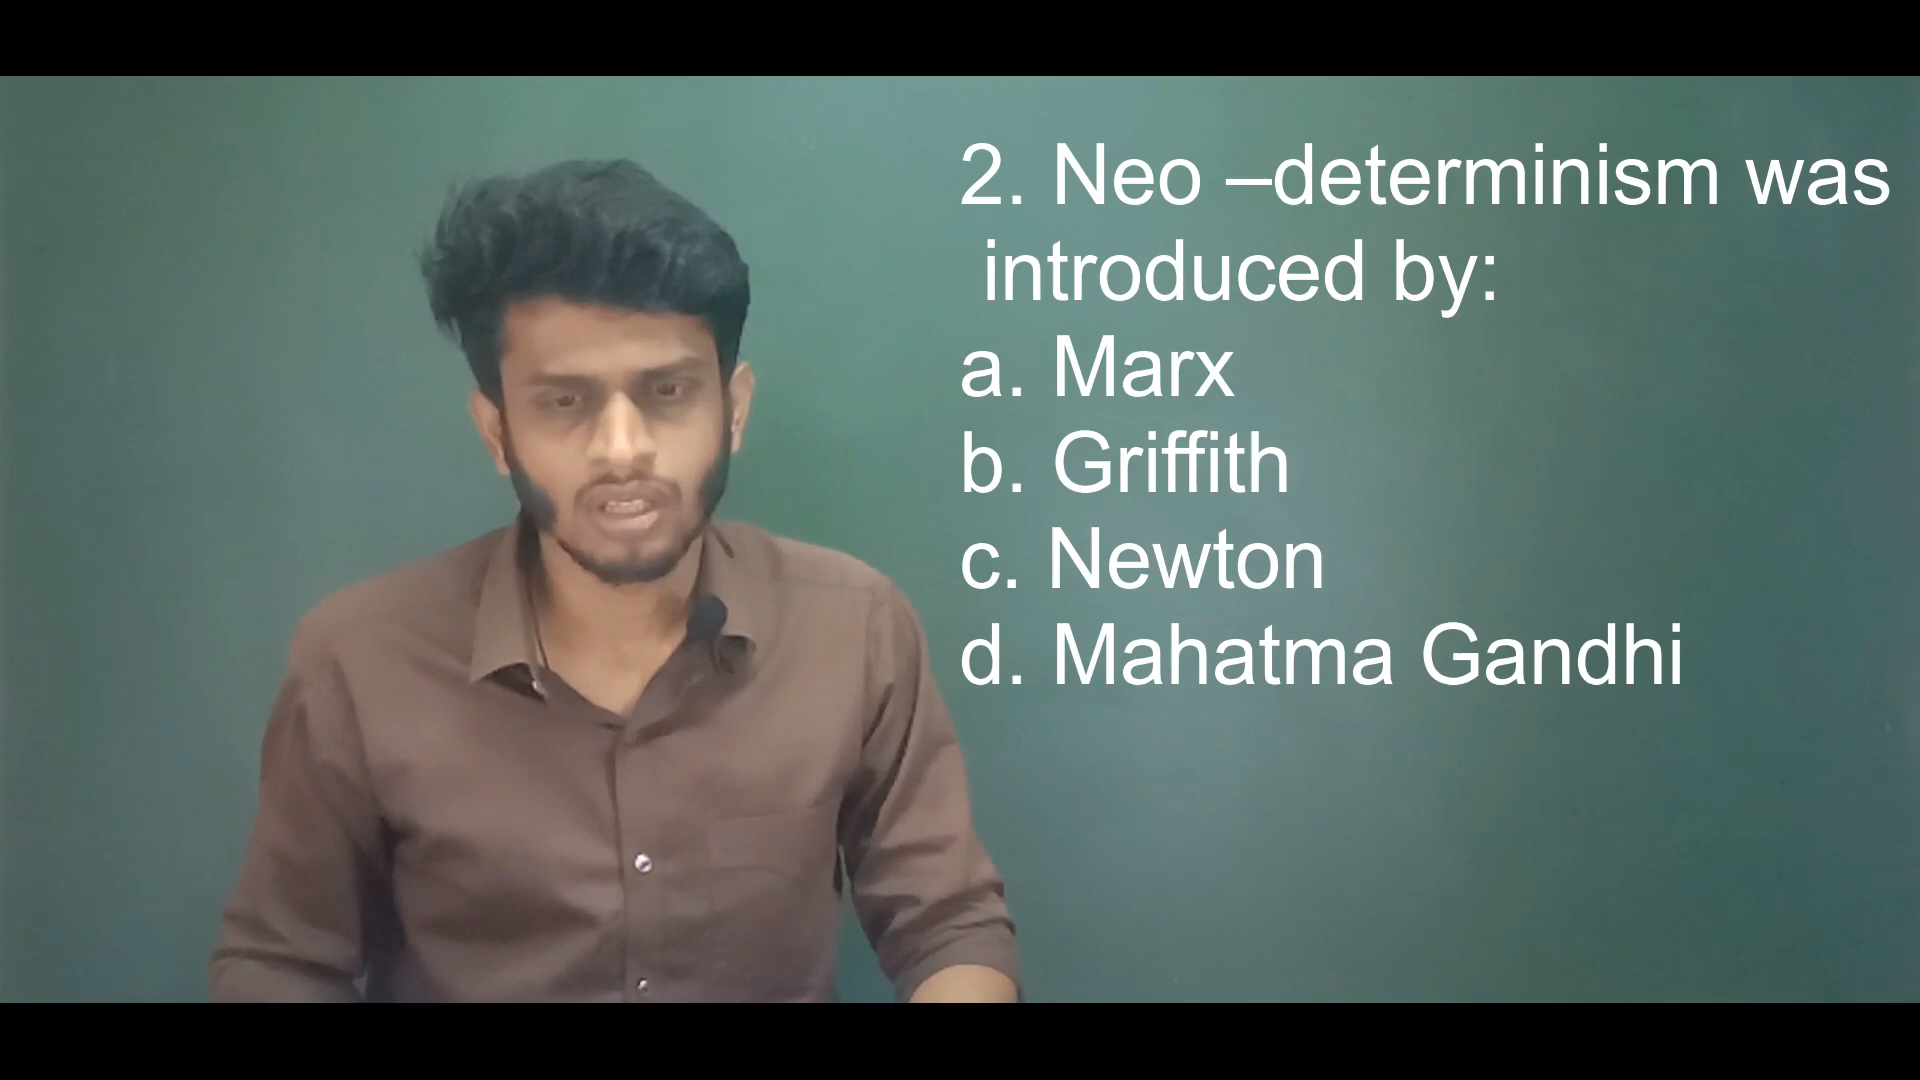 2. Neo –determinism was
introduced by:
a. Marx
b. Griffith
c. Newton
d. Mahatma Gandhi